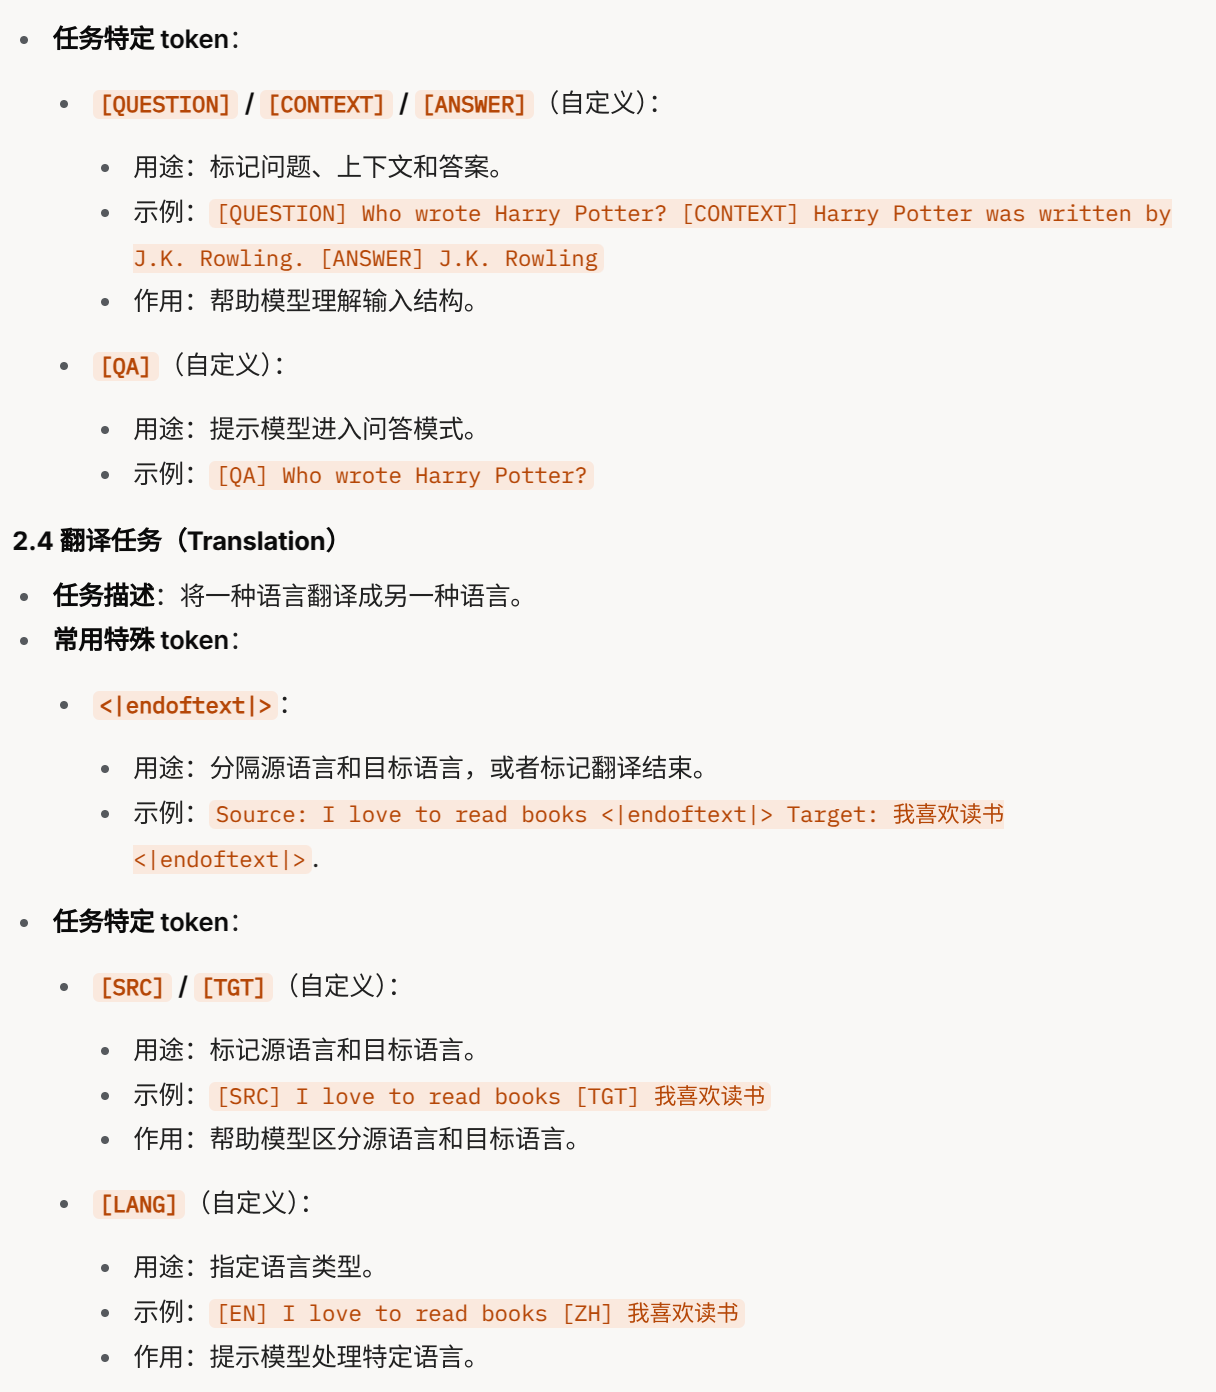 任务特定 token：
[QUESTION] / [CONTEXT] / [ANSWER]（自定义）：
用途：标记问题、上下文和答案。
示例：[QUESTION] Who wrote Harry Potter? [CONTEXT] Harry Potter was written by
J.K. Rowling. [ANSWER] J.K. Rowling
作用：帮助模型理解输入结构。
[QA]（自定义）：
用途：提示模型进入问答模式。
示例：[QA] Who wrote Harry Potter?
2.4 翻译任务（Translation）
任务描述：将一种语言翻译成另一种语言。
常用特殊 token：
<|endoftext|>：
用途：分隔源语言和目标语言，或者标记翻译结束。
示例：Source: I love to read books <|endoftext|> Target: 我喜欢读书
<|endoftext|>.
任务特定 token：
[SRC] / [TGT]（自定义）：
用途：标记源语言和目标语言。
示例：[SRC] I love to read books [TGT] 我喜欢读书
作用：帮助模型区分源语言和目标语言。
[LANG]（自定义）：
用途：指定语言类型。
示例：[EN] I love to read books [ZH] 我喜欢读书
作用：提示模型处理特定语言。